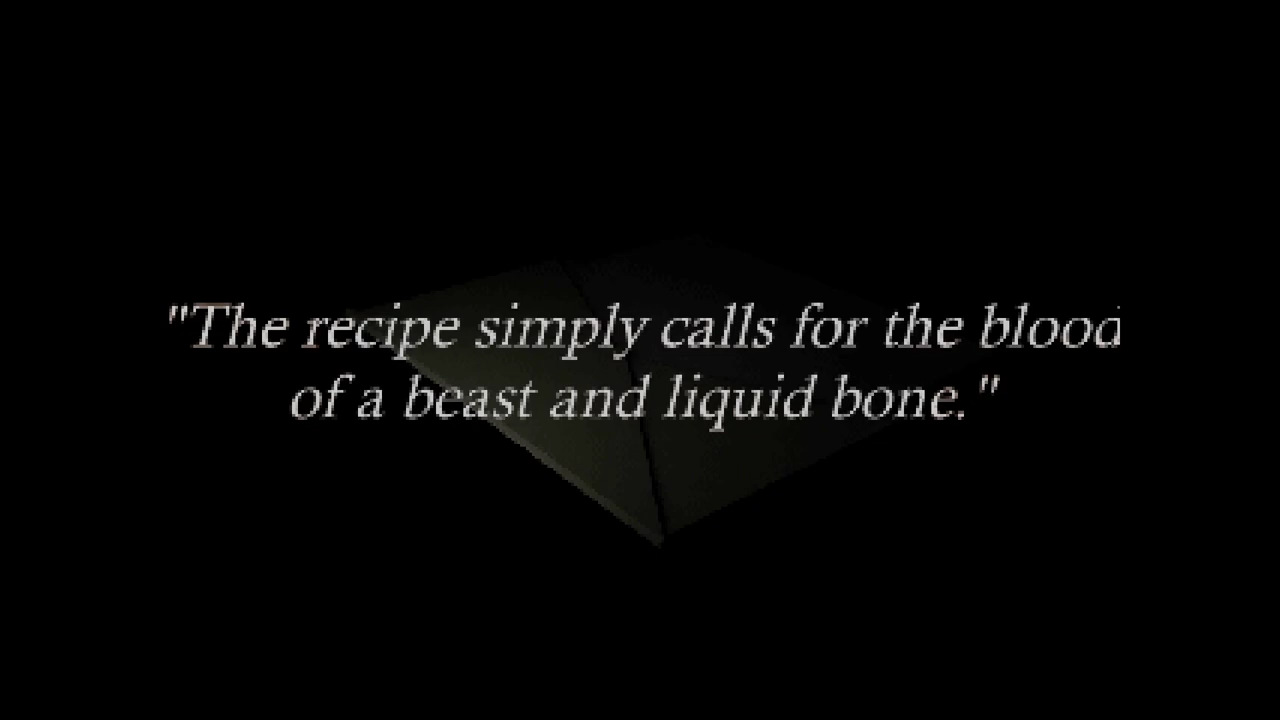 "The recipe simply calls for the blood
of a beast and liquid bone."